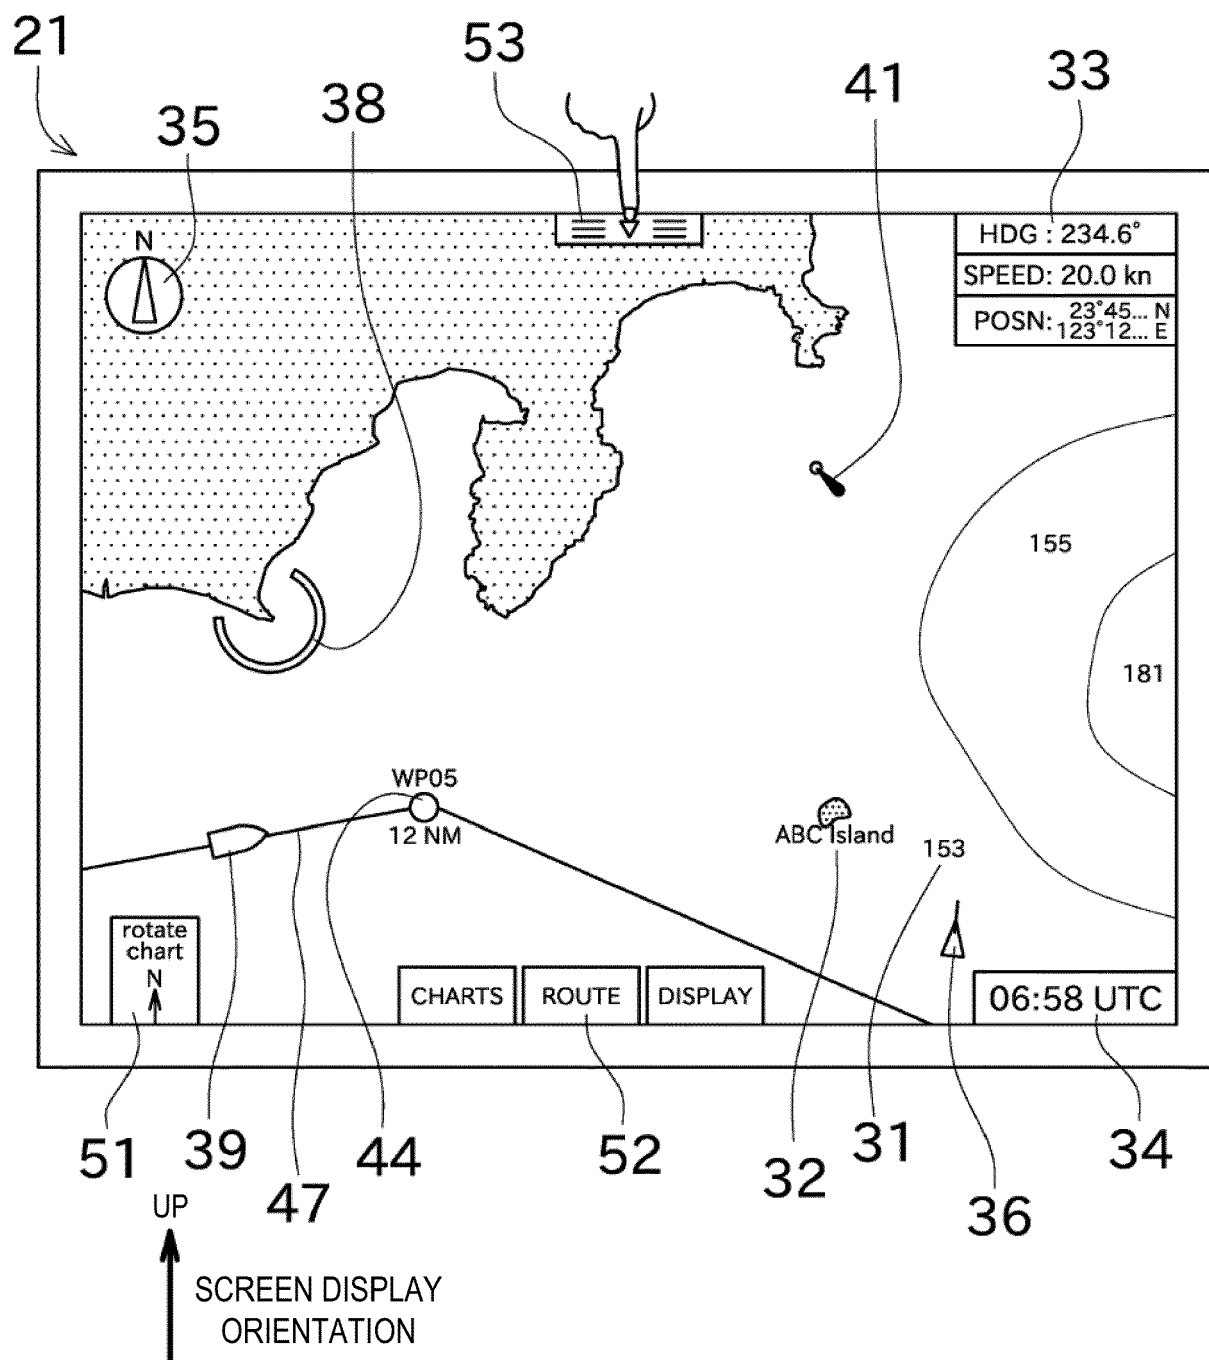 21
53
41
33
35
38
N
HDG : 234.6°
SPEED: 20.0 kn
POSN: 23°45... N
123°12... E
155
181
WP05
12 NM
ABC Island
153
rotate
chart
N
CHARTS
ROUTE
DISPLAY
06:58 UTC
51
39
47
44
52
32
31
36
34
UP
SCREEN DISPLAY
ORIENTATION